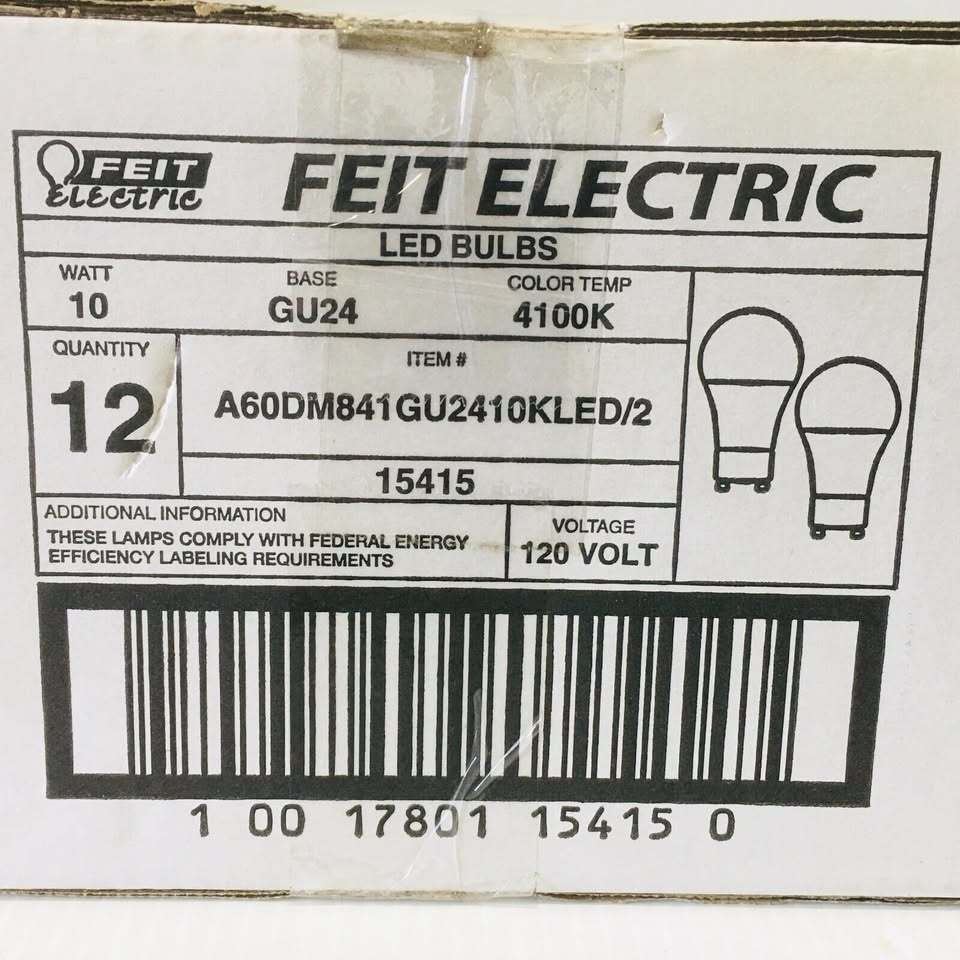 FEIT
ELECTRIC
FEIT ELECTRIC
LED BULBS
WATT
10
BASE
GU24
COLOR TEMP
4100K
QUANTITY
12
ITEM #
A60DM841GU2410KLED/2
15415
ADDITIONAL INFORMATION
THESE LAMPS COMPLY WITH FEDERAL ENERGY
EFFICIENCY LABELING REQUIREMENTS
VOLTAGE
120 VOLT
1 00 17801 15415 0